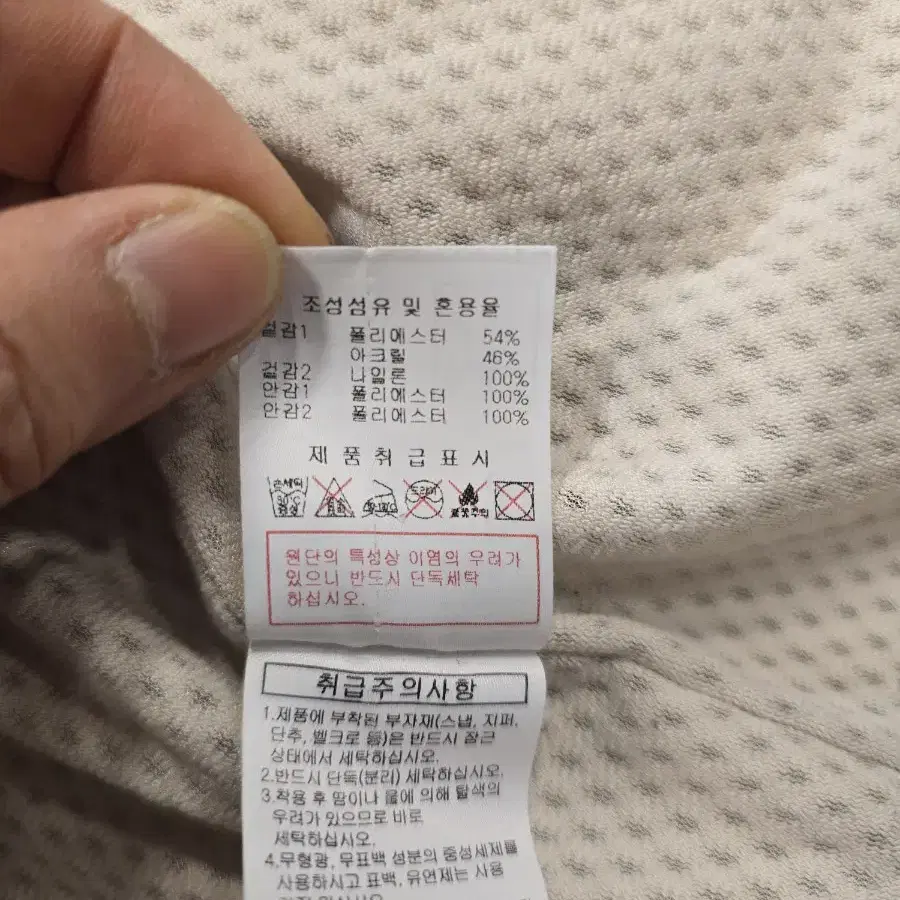 조성섬유 및 혼용율
겉감1 폴리에스터 54%
아크릴 46%
겉감2 나일론 100%
안감1 폴리에스터 100%
안감2 폴리에스터 100%
제품취급표시
손세탁 30℃ 중성
드라이
원단의 특성상 이염의 우려가
있으니 반드시 단독세탁
하십시오.
취급주의사항
1.제품에 부착된 부자재(스냅, 지퍼,
단추, 벨크로 등)은 반드시 잠근
상태에서 세탁하십시오.
2.반드시 단독(분리) 세탁하십시오.
3.착용 후 땀이나 물에 의해 탈색의
우려가 있으므로 바로
세탁하십시오.
4.무형광, 무표백 성분의 중성세제를
사용하시고 표백, 유연제는 사용